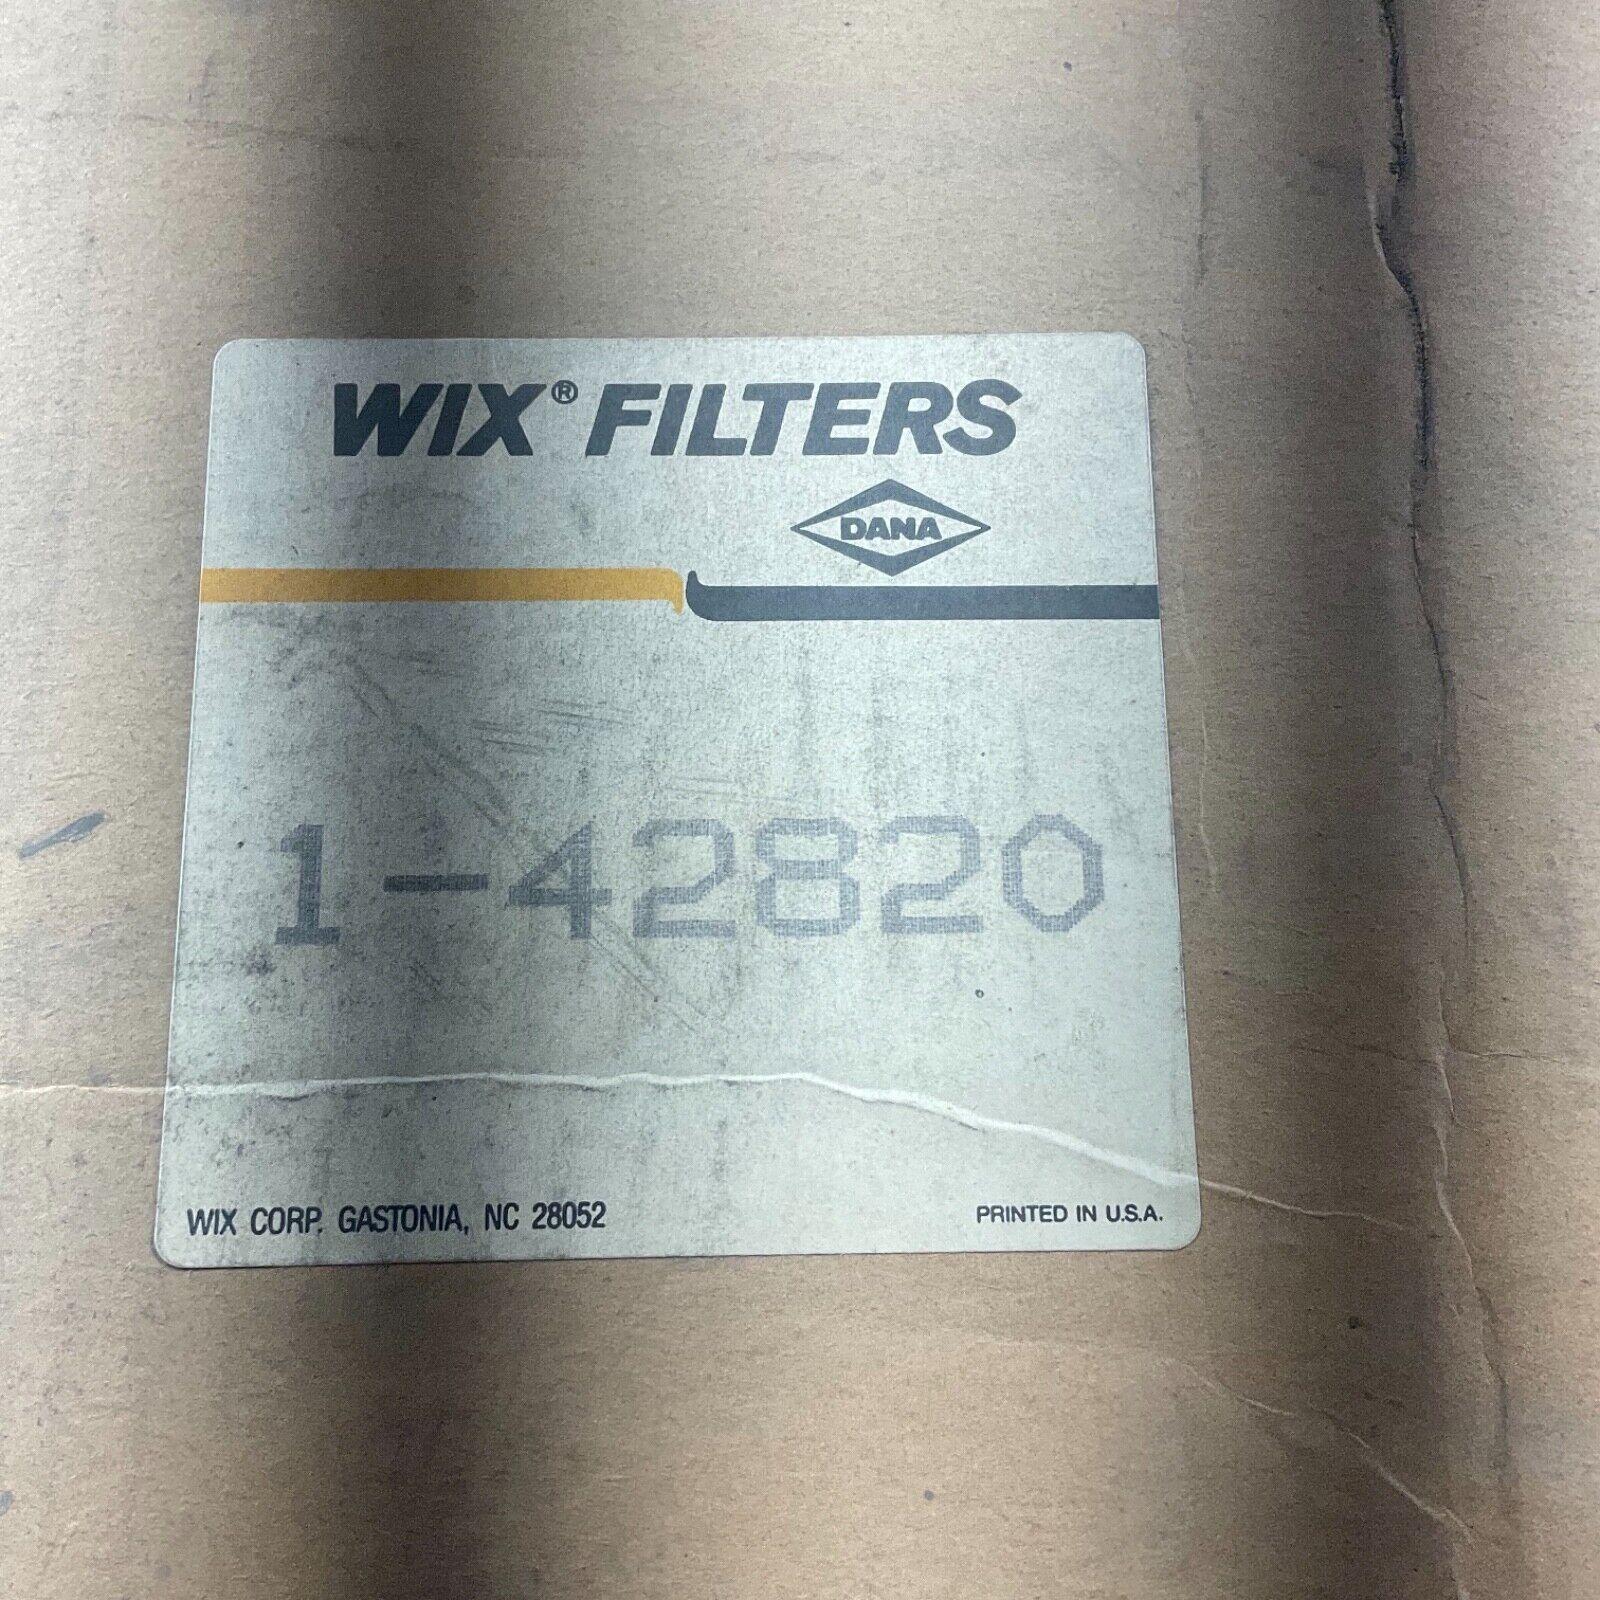 WIX® FILTERS
DANA
1-42820
WIX CORP. GASTONIA, NC 28052
PRINTED IN U.S.A.